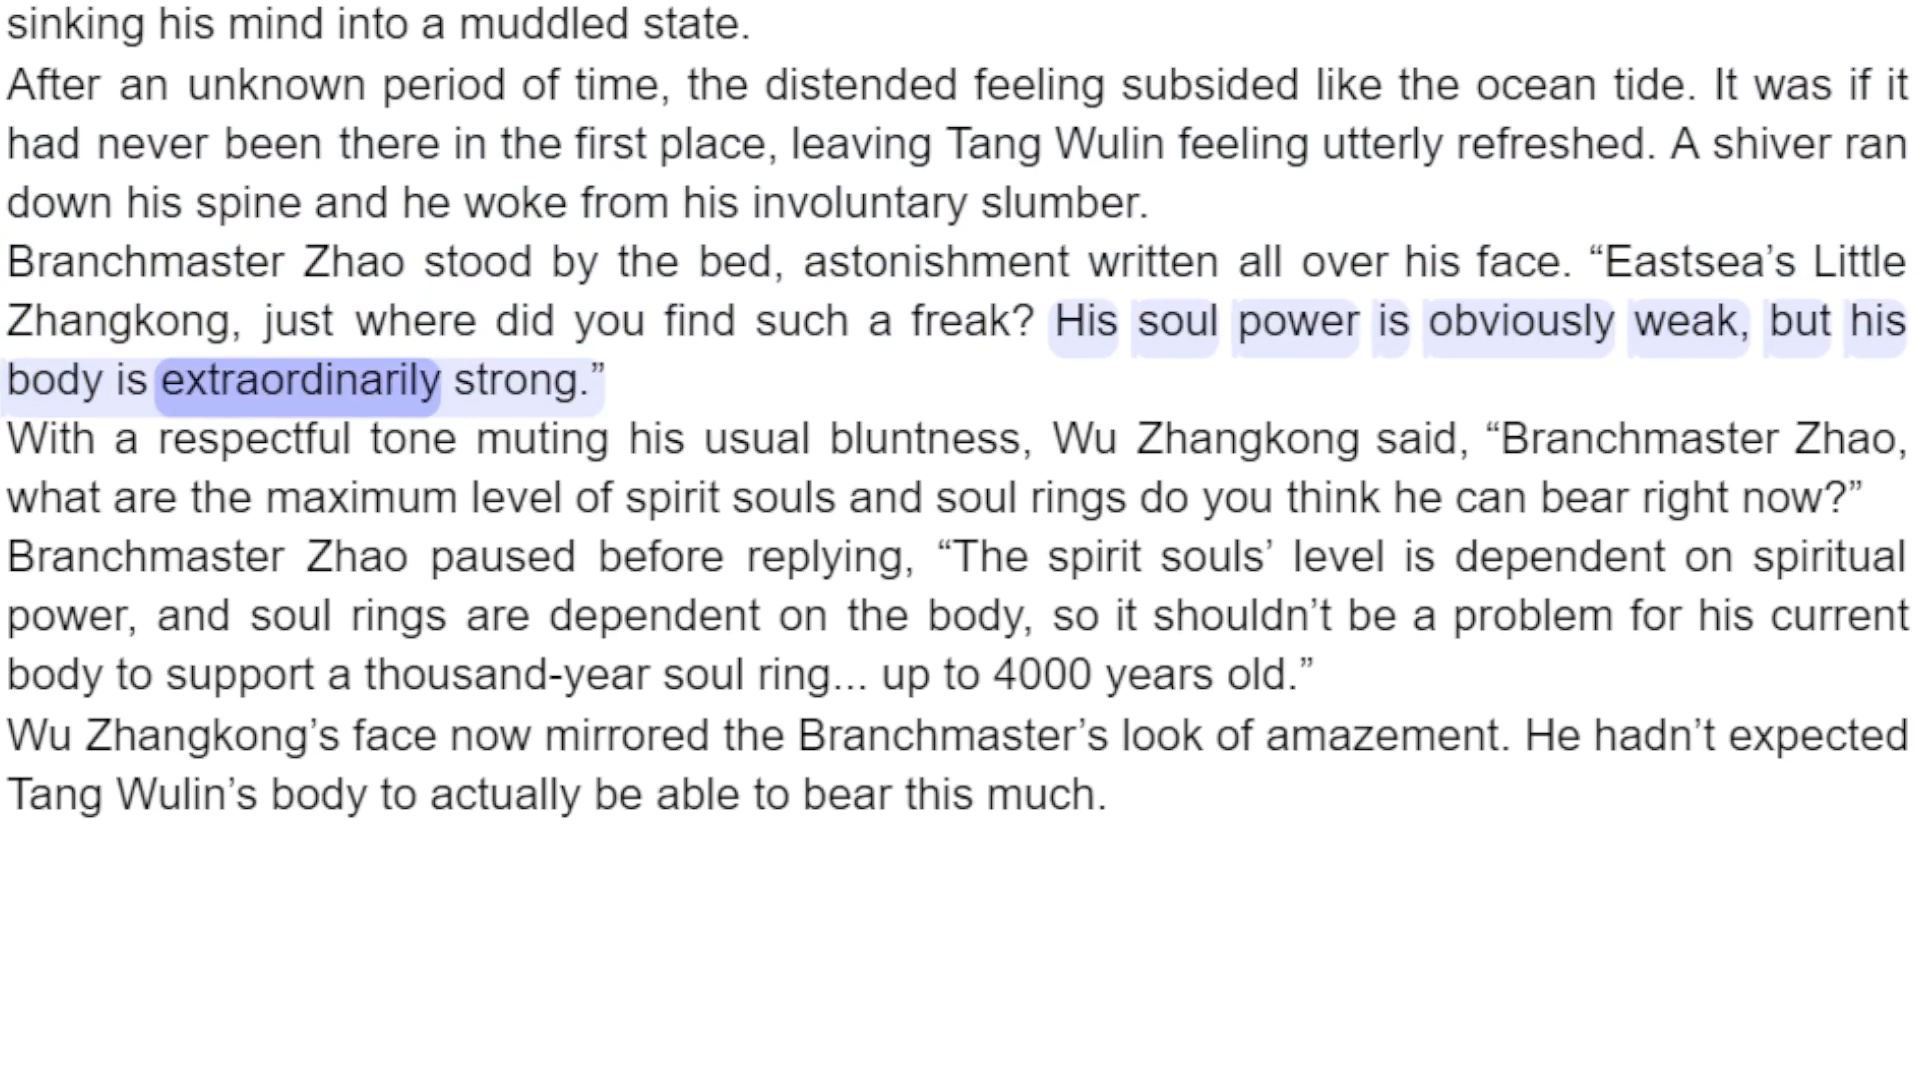 sinking his mind into a muddled state.
After an unknown period of time, the distended feeling subsided like the ocean tide. It was if it
had never been there in the first place, leaving Tang Wulin feeling utterly refreshed. A shiver ran
down his spine and he woke from his involuntary slumber.
Branchmaster Zhao stood by the bed, astonishment written all over his face. “Eastsea’s Little
Zhangkong, just where did you find such a freak? His soul power is obviously weak, but his
body is extraordinarily strong.”
With a respectful tone muting his usual bluntness, Wu Zhangkong said, “Branchmaster Zhao,
what are the maximum level of spirit souls and soul rings do you think he can bear right now?”
Branchmaster Zhao paused before replying, “The spirit souls’ level is dependent on spiritual
power, and soul rings are dependent on the body, so it shouldn’t be a problem for his current
body to support a thousand-year soul ring... up to 4000 years old.”
Wu Zhangkong’s face now mirrored the Branchmaster’s look of amazement. He hadn’t expected
Tang Wulin’s body to actually be able to bear this much.